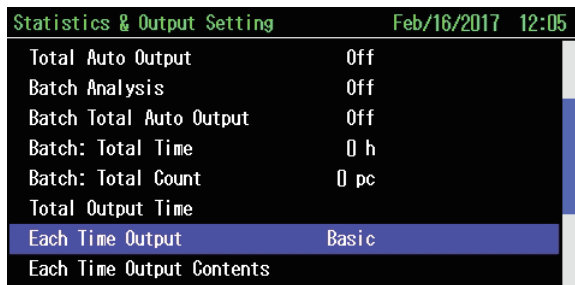 Statistics & Output Setting Feb/16/2017 12:05
Total Auto Output Off
Batch Analysis Off
Batch Total Auto Output Off
Batch: Total Time 0 h
Batch: Total Count 0 pc
Total Output Time
Each Time Output Basic
Each Time Output Contents